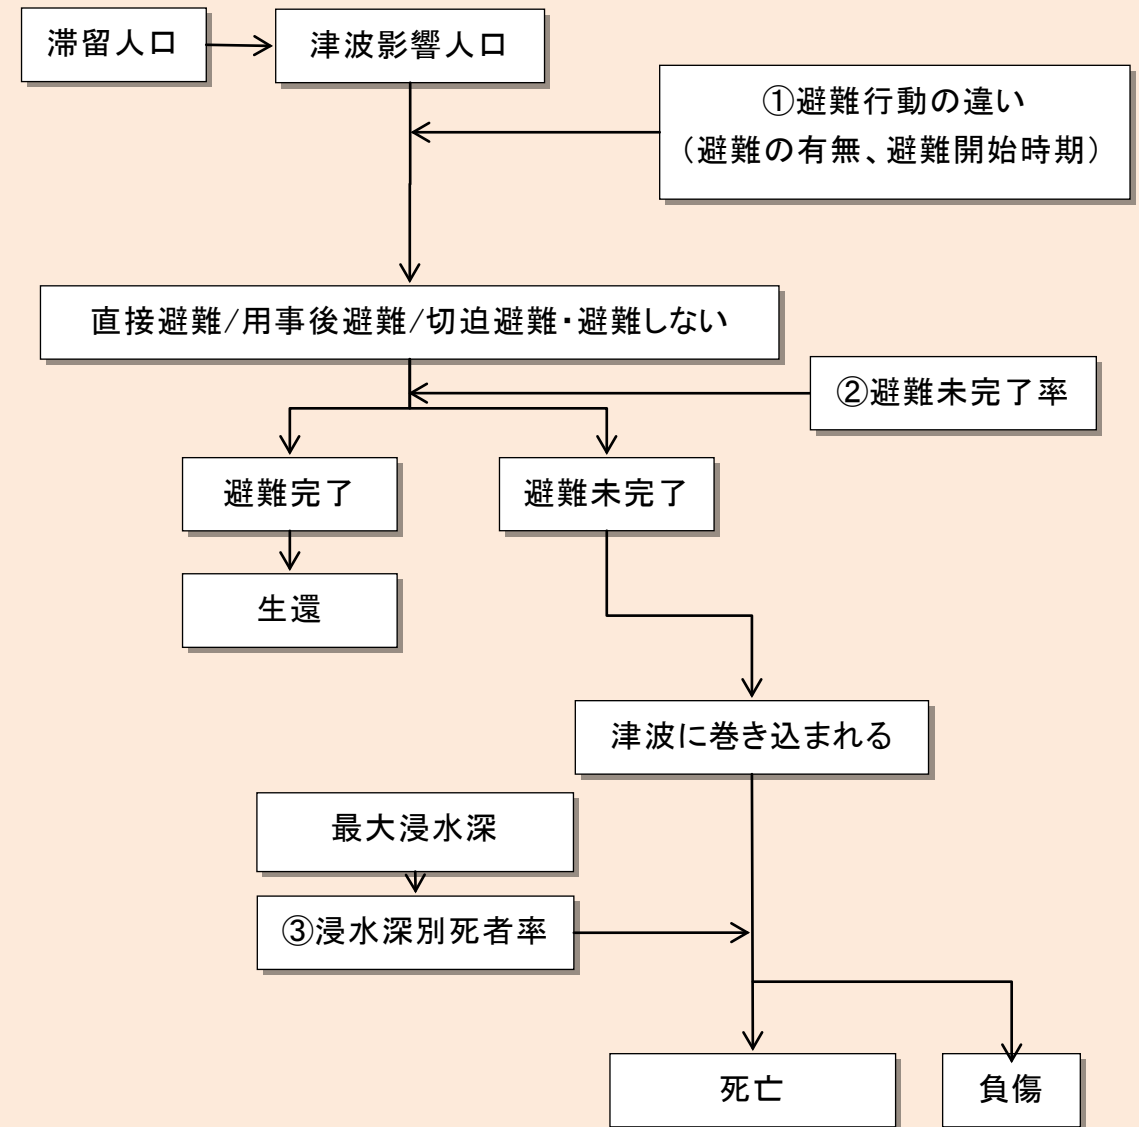 滞留人口
津波影響人口
①避難行動の違い
（避難の有無、避難開始時期）
直接避難/用事後避難/切迫避難・避難しない
②避難未完了率
避難完了
避難未完了
生還
津波に巻き込まれる
最大浸水深
③浸水深別死者率
死亡
負傷